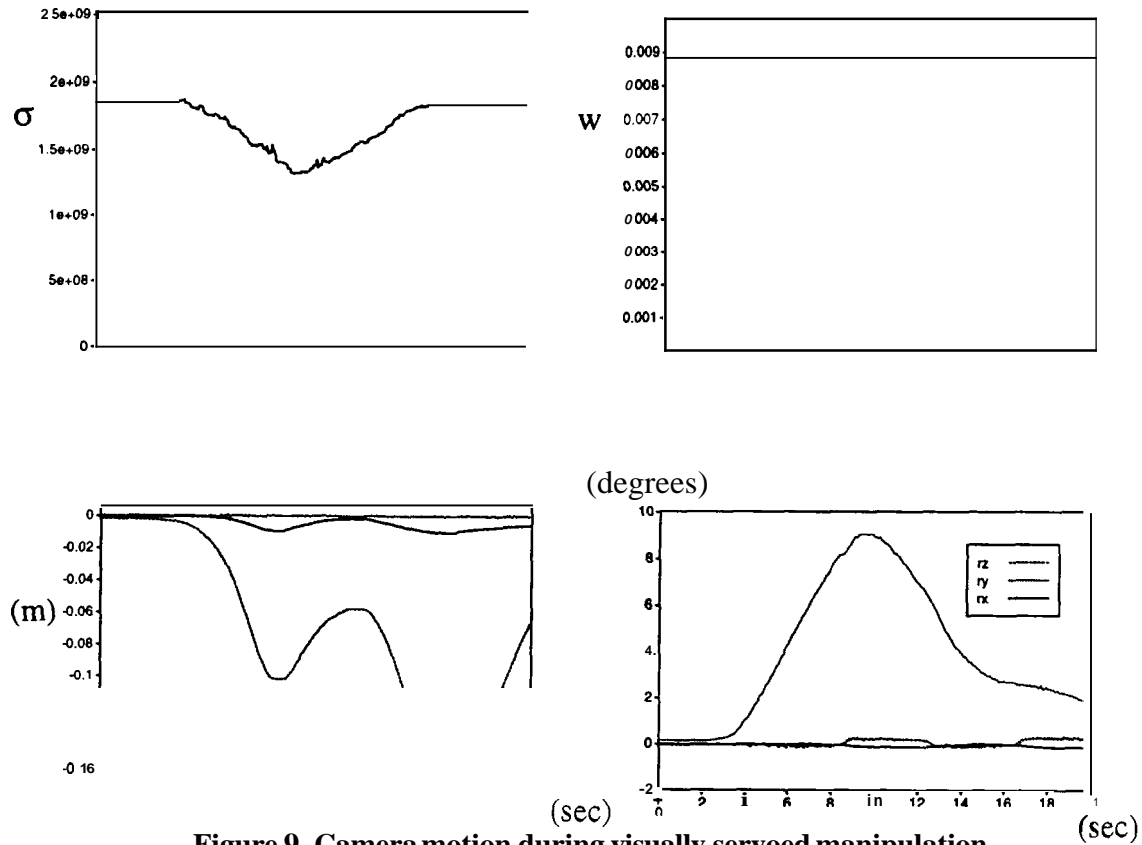 2 5e+09
2e+09
σ
1.5e+09
1e+09
5e+08
0
0.009
0.008
w
0.007
0.006
0.005
0 004
0 003
0 002
0.001
(degrees)
0
-0.02
-0.04
(m)
-0.06
-0.08
-0.1
-0 16
(sec)
10
8
6
4
2
0
-2
rz
ry
rx
0 2 6 8 in 12 14 16 18
(sec)
Figure 9. Camera motion during visually servoed manipulation